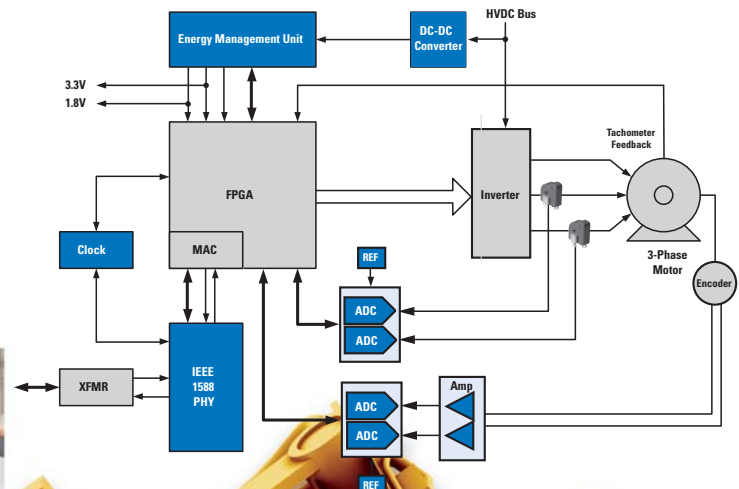 HVDC Bus
Energy Management Unit
DC-DC
Converter
3.3V
1.8V
Tachometer
Feedback
FPGA
Inverter
MAC
Clock
REF
3-Phase
Motor
Encoder
ADC
ADC
IEEE
1588
PHY
XFMR
Amp
ADC
ADC
REF